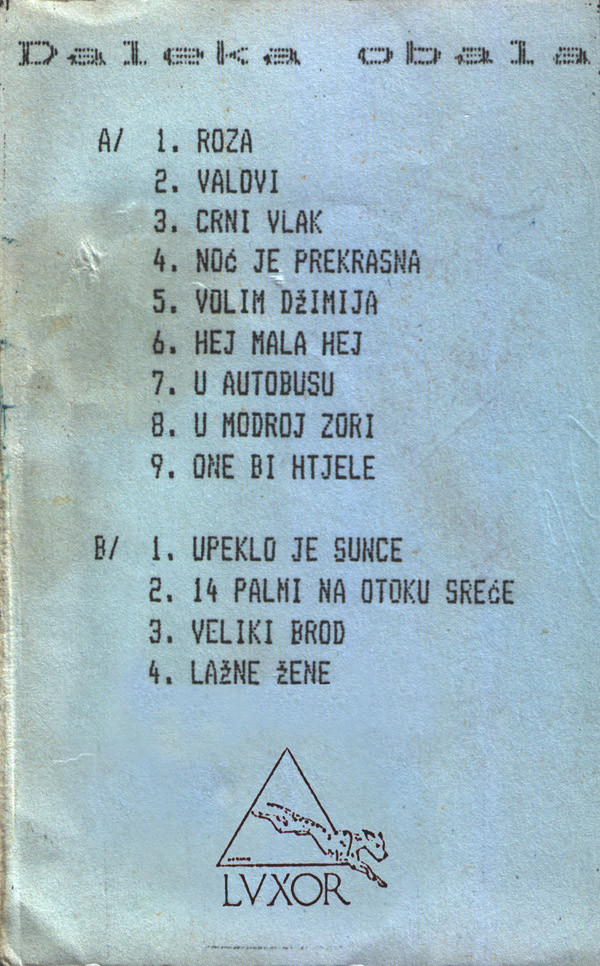 Daleka obala
A/ 1. ROZA
2. VALOVI
3. CRNI VLAK
4. NOĆ JE PREKRASNA
5. VOLIM DŽIMIJA
6. HEJ MALA HEJ
7. U AUTOBUSU
8. U MODROJ ZORI
9. ONE BI HTJELE
B/ 1. UPEKLO JE SUNCE
2. 14 PALMI NA OTOKU SREĆE
3. VELIKI BROD
4. LAŽNE ŽENE
LVXOR